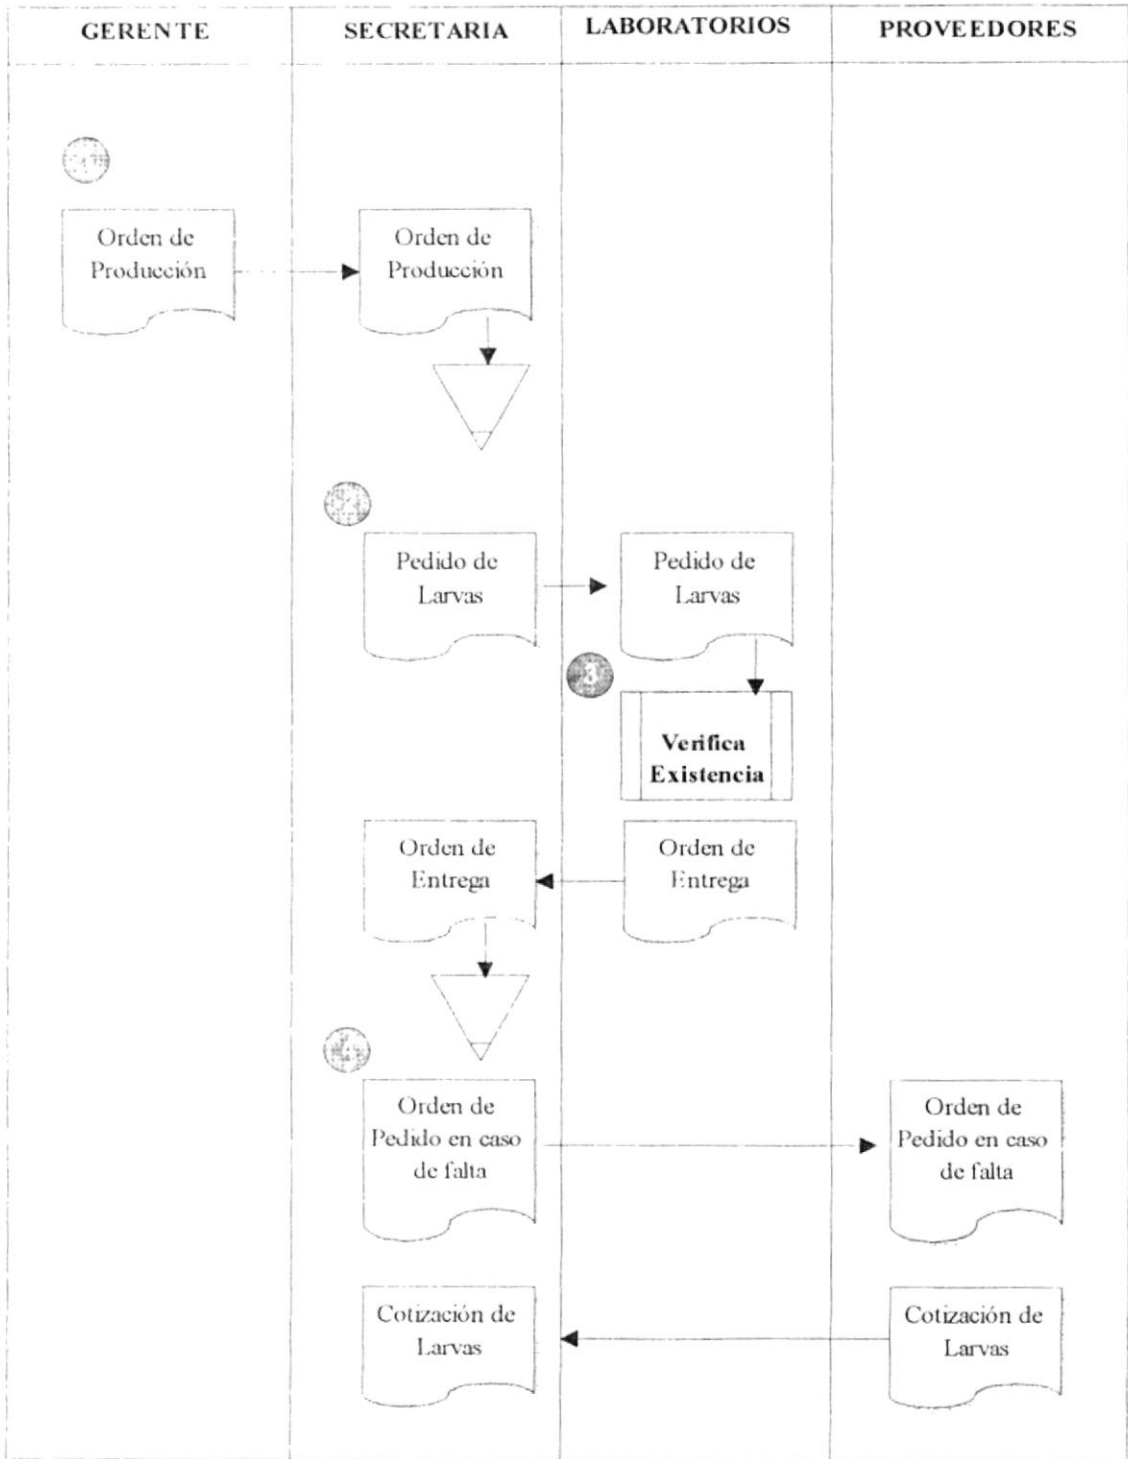 GERENTE
SECRETARIA
LABORATORIOS
PROVEEDORES
Orden de
Producción
Orden de
Producción
2
Pedido de
Larvas
Pedido de
Larvas
3
Verifica
Existencia
Orden de
Entrega
Orden de
Entrega
Orden de
Pedido en caso
de falta
Orden de
Pedido en caso
de falta
Cotización de
Larvas
Cotización de
Larvas